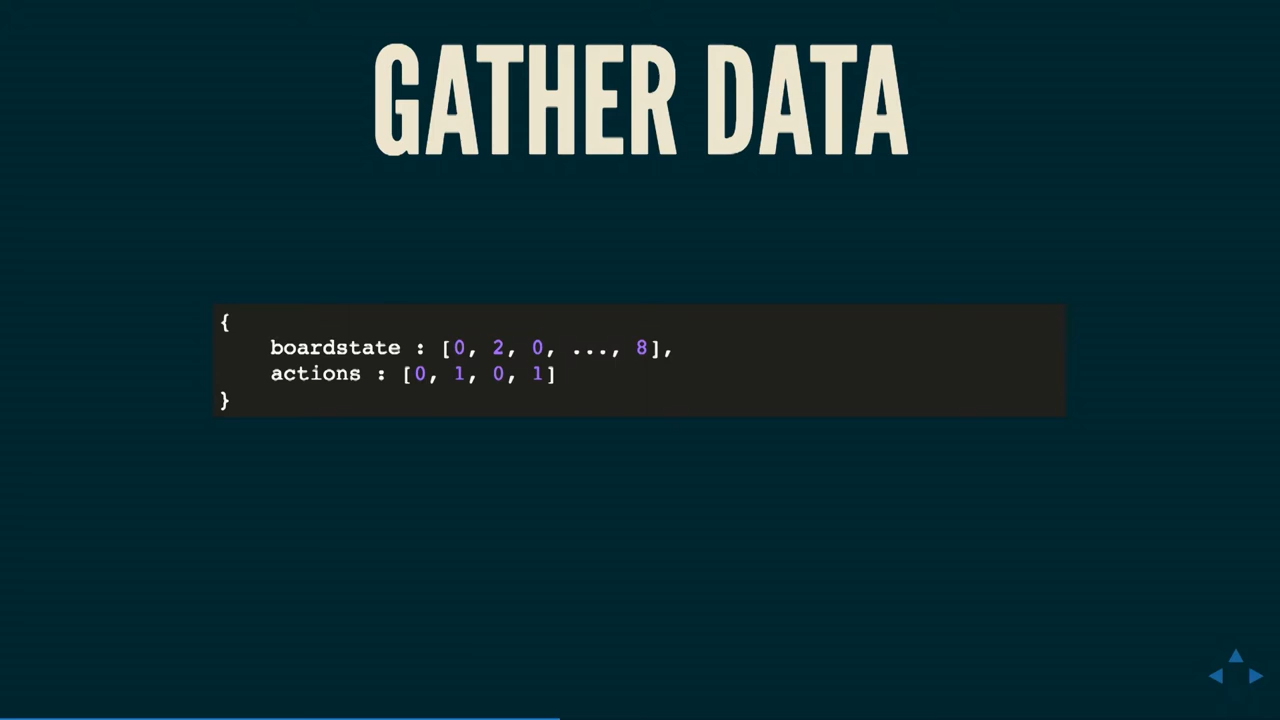 GATHER DATA
{
boardstate : [0, 2, 0, ..., 8],
actions : [0, 1, 0, 1]
}